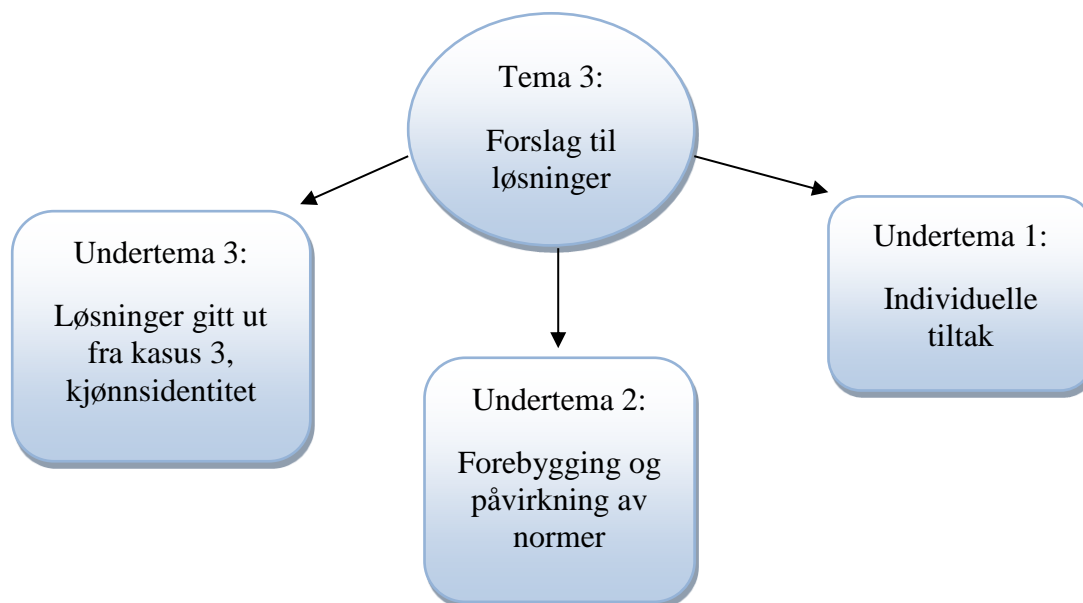 Tema 3:
Forslag til
løsninger
Undertema 3:
Løsninger gitt ut
fra kasus 3,
kjønnsidentitet
Undertema 2:
Forebygging og
påvirkning av
normer
Undertema 1:
Individuelle
tiltak